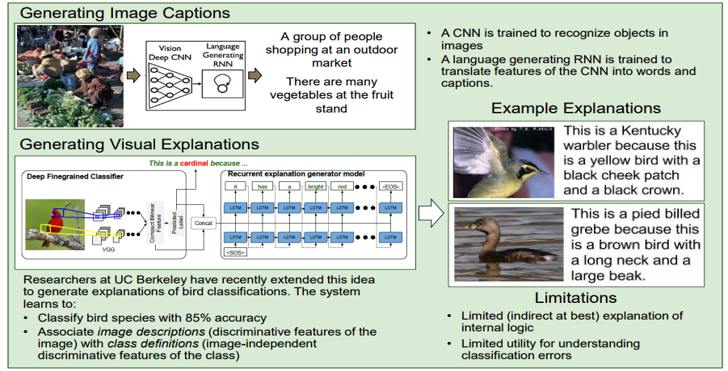 Generating Image Captions
Vision
Deep CNN
Language
Generating
RNN
A group of people
shopping at an outdoor
market
There are many
vegetables at the fruit
stand
• A CNN is trained to recognize objects in
images
• A language generating RNN is trained to
translate features of the CNN into words and
captions.
Generating Visual Explanations
This is a cardinal because ...
Deep Finegrained Classifier
Recurrent explanation generator model
it has a bright red <EOS>
VGG
Compact Bilinear
Feature
Predicted
Label
Concat
LSTM LSTM LSTM LSTM LSTM LSTM
LSTM LSTM LSTM LSTM LSTM LSTM
<SOS>
Researchers at UC Berkeley have recently extended this idea
to generate explanations of bird classifications. The system
learns to:
• Classify bird species with 85% accuracy
• Associate image descriptions (discriminative features of the
image) with class definitions (image-independent
discriminative features of the class)
Example Explanations
This is a Kentucky
warbler because this
is a yellow bird with a
black cheek patch
and a black crown.
This is a pied billed
grebe because this
is a brown bird with
a long neck and a
large beak.
Limitations
• Limited (indirect at best) explanation of
internal logic
• Limited utility for understanding
classification errors